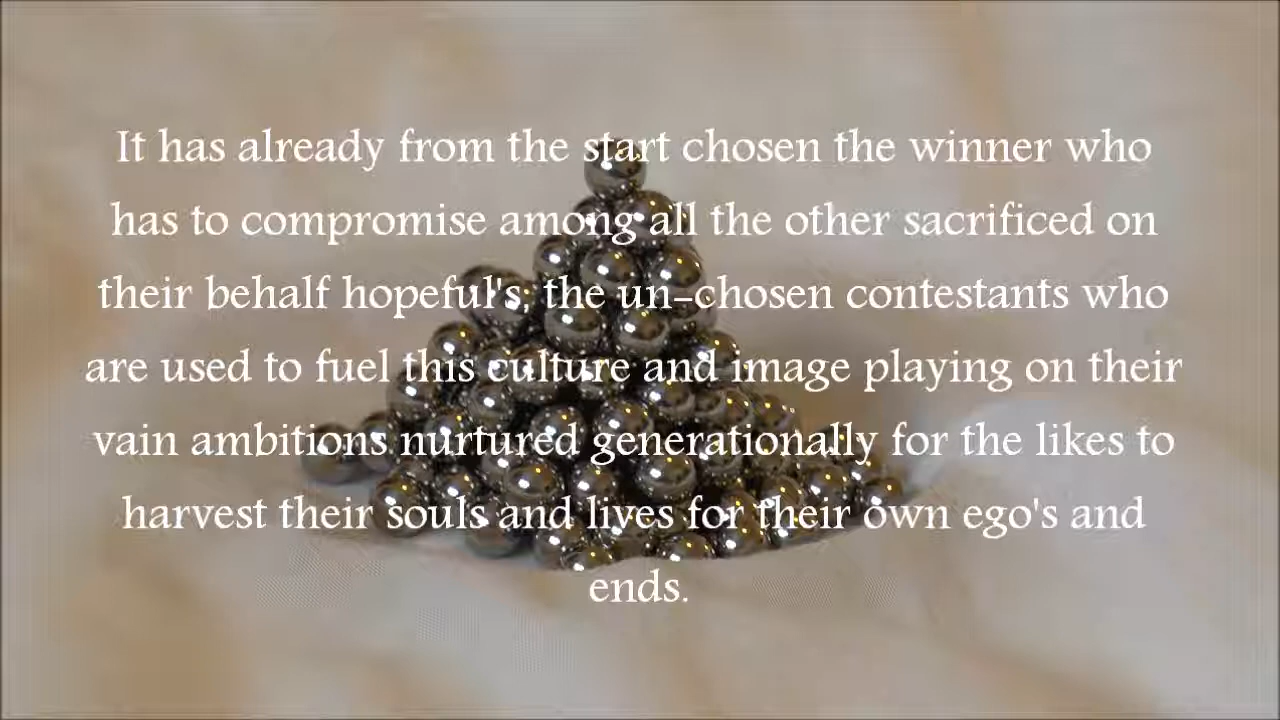 It has already from the start chosen the winner who
has to compromise among all the other sacrificed on
their behalf hopeful's, the un-chosen contestants who
are used to fuel this culture and image playing on their
vain ambitions nurtured generationally for the likes to
harvest their souls and lives for their own ego's and
ends.